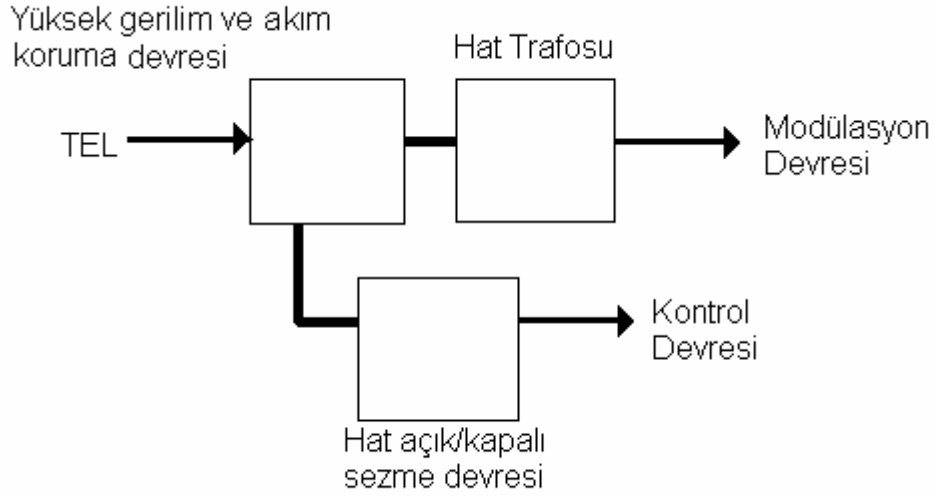 Yüksek gerilim ve akım
koruma devresi
Hat Trafosu
TEL
Modülasyon
Devresi
Kontrol
Devresi
Hat açık/kapalı
sezme devresi